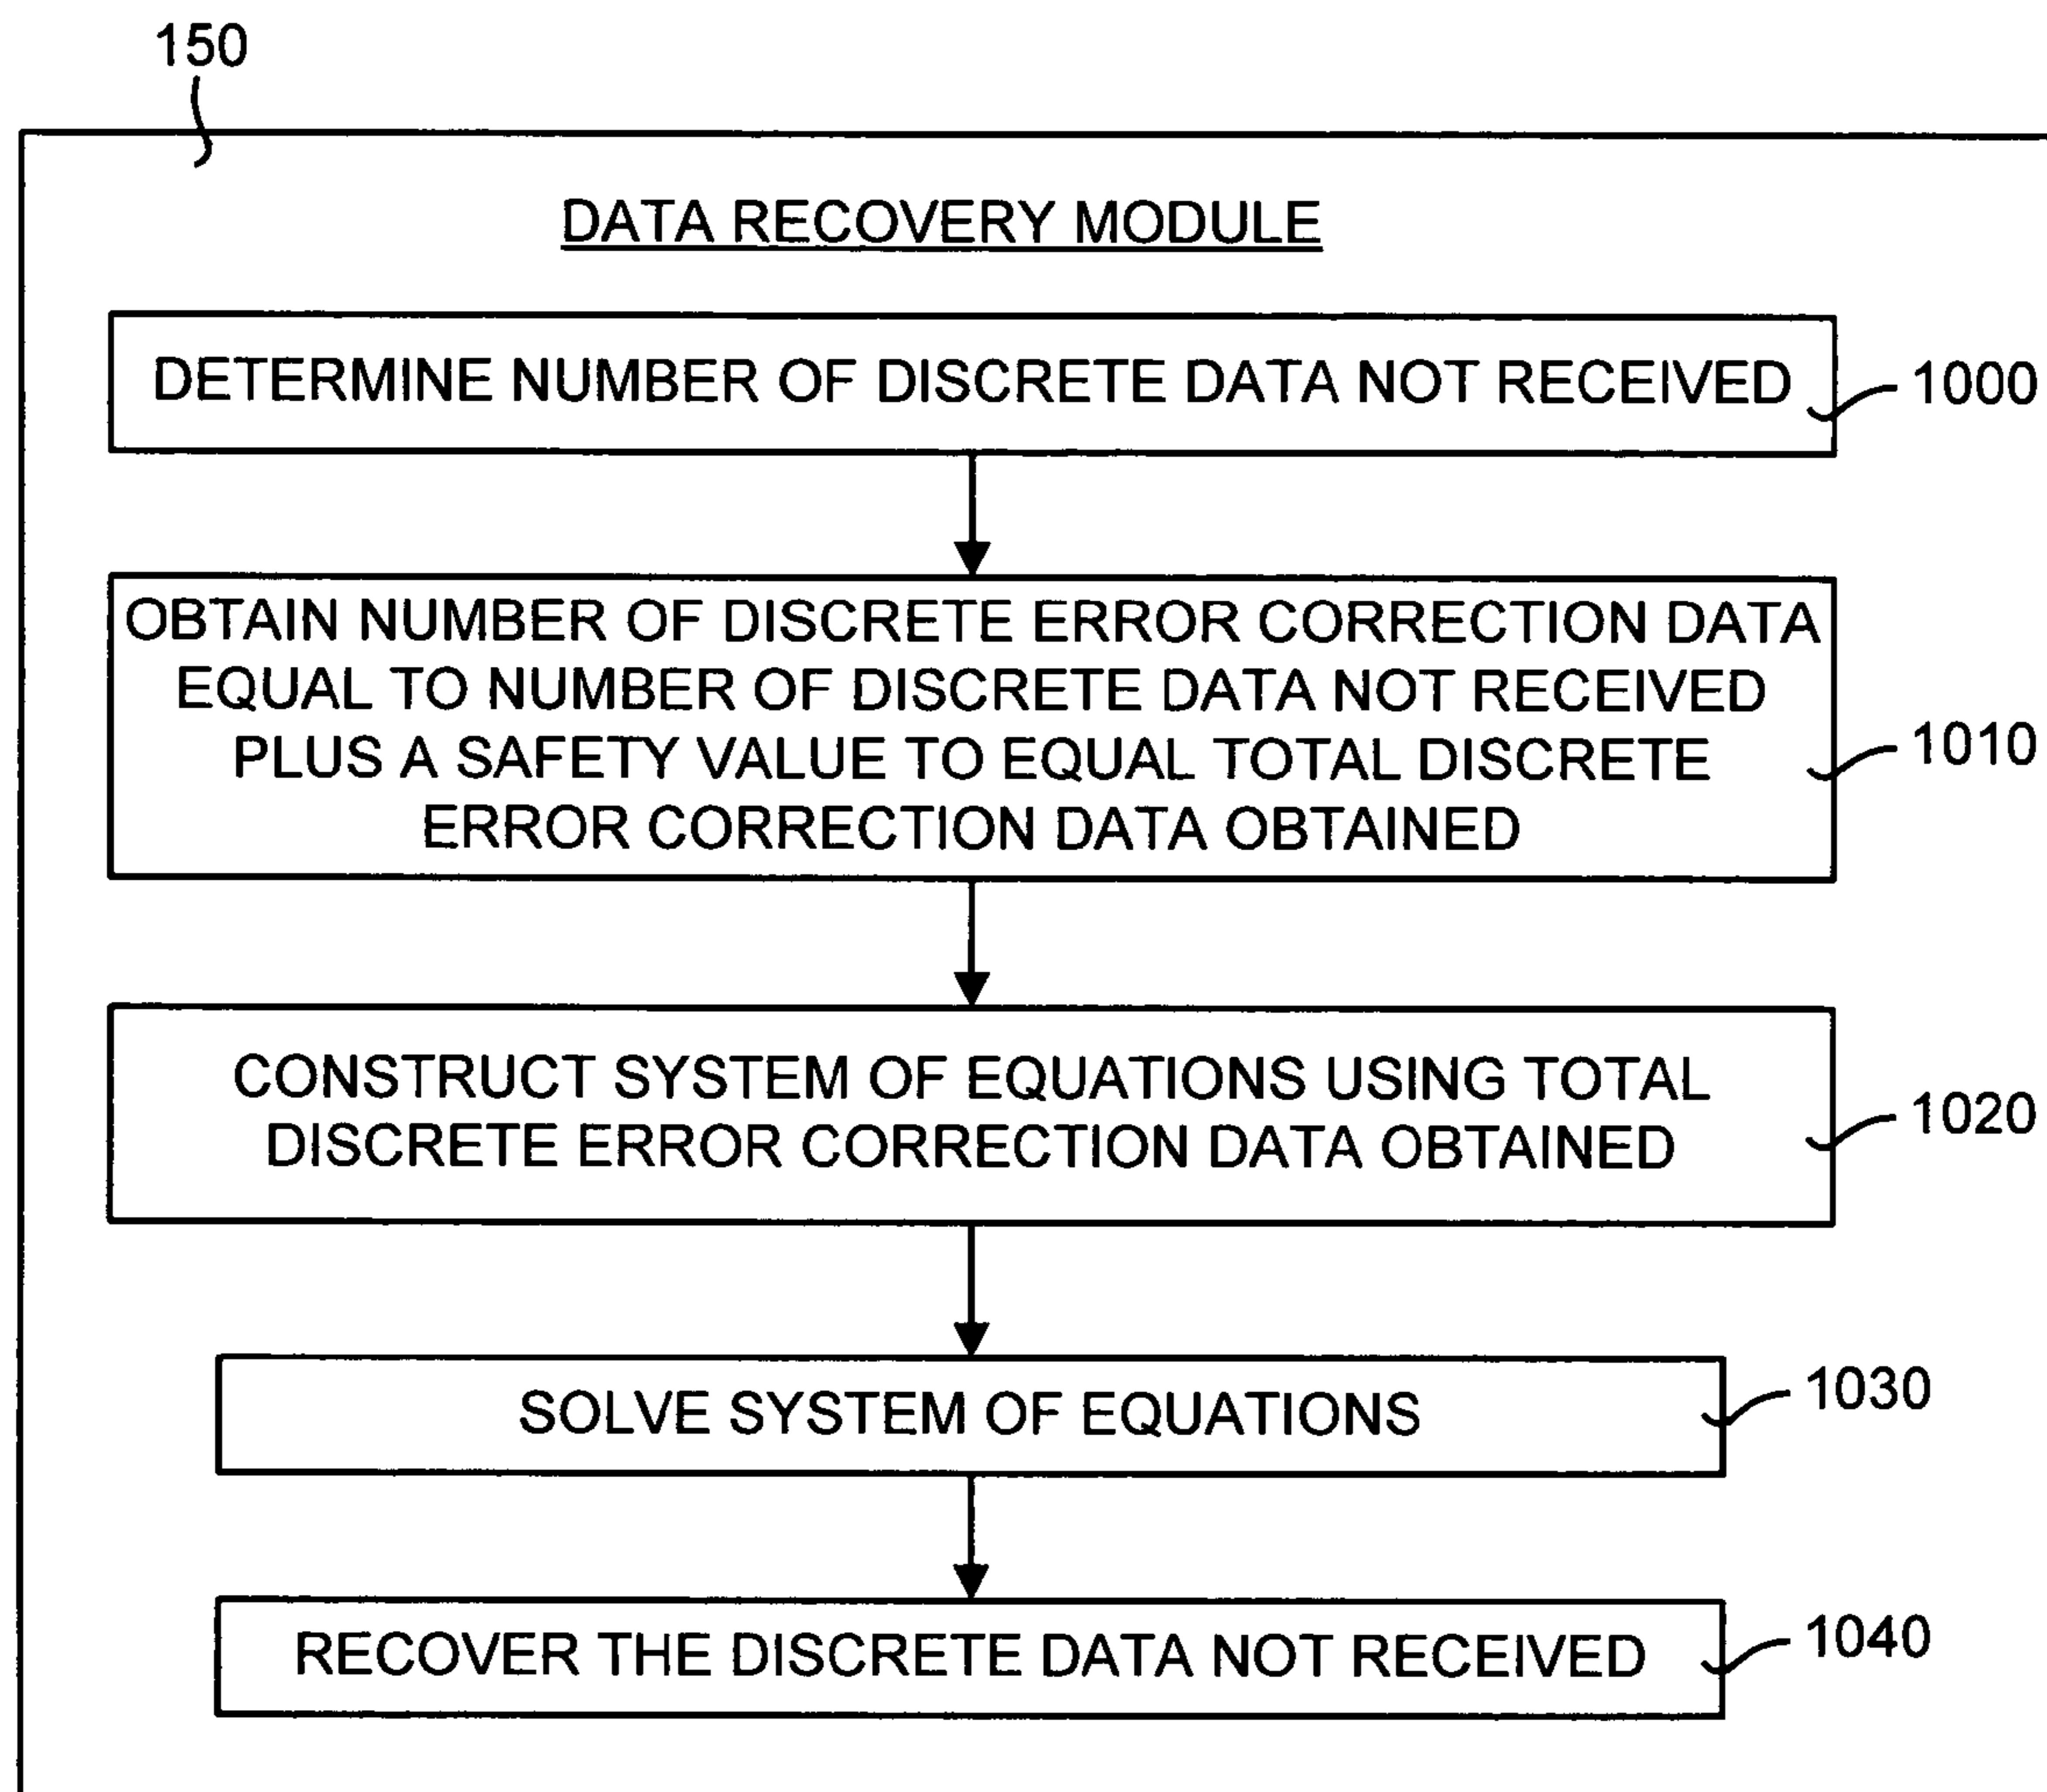 150
DATA RECOVERY MODULE
DETERMINE NUMBER OF DISCRETE DATA NOT RECEIVED
1000
OBTAIN NUMBER OF DISCRETE ERROR CORRECTION DATA
EQUAL TO NUMBER OF DISCRETE DATA NOT RECEIVED
PLUS A SAFETY VALUE TO EQUAL TOTAL DISCRETE
ERROR CORRECTION DATA OBTAINED
1010
CONSTRUCT SYSTEM OF EQUATIONS USING TOTAL
DISCRETE ERROR CORRECTION DATA OBTAINED
1020
SOLVE SYSTEM OF EQUATIONS
1030
RECOVER THE DISCRETE DATA NOT RECEIVED
1040